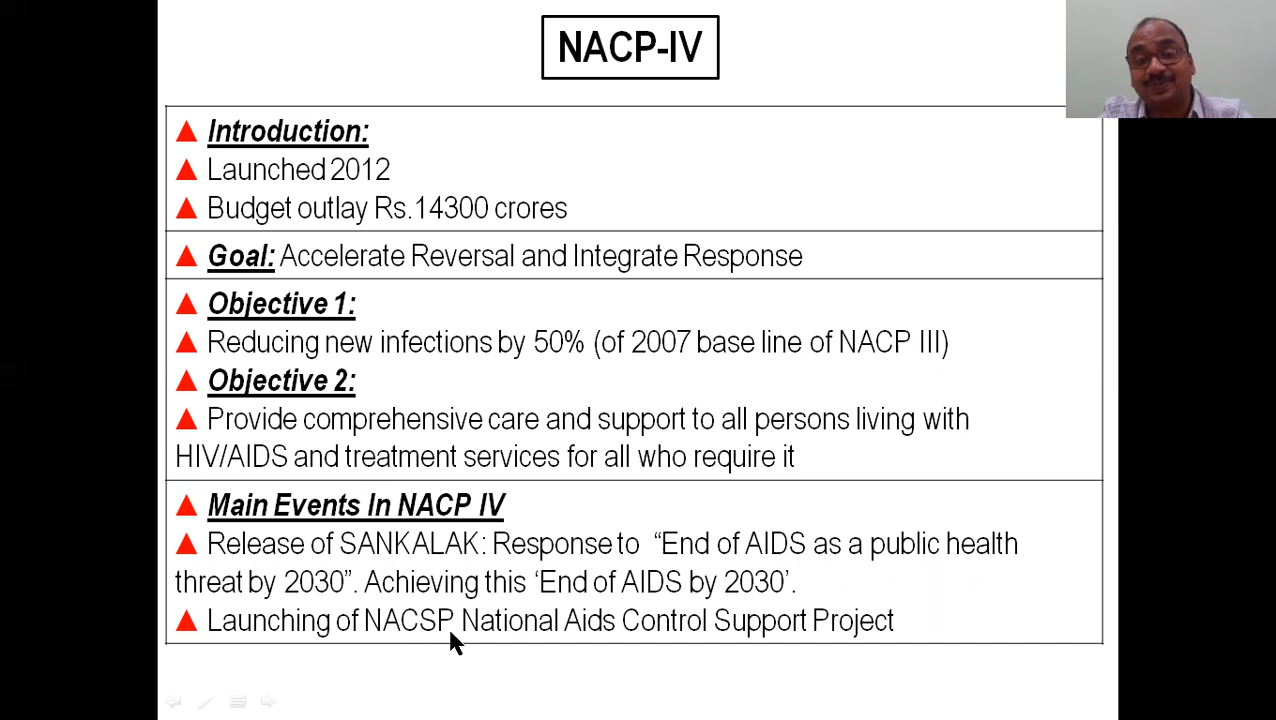 NACP-IV
Introduction:
Launched 2012
Budget outlay Rs.14300 crores
Goal: Accelerate Reversal and Integrate Response
Objective 1:
Reducing new infections by 50% (of 2007 base line of NACP III)
Objective 2:
Provide comprehensive care and support to all persons living with
HIV/AIDS and treatment services for all who require it
Main Events In NACP IV
Release of SANKALAK: Response to “End of AIDS as a public health
threat by 2030”. Achieving this ‘End of AIDS by 2030’.
Launching of NACSP National Aids Control Support Project